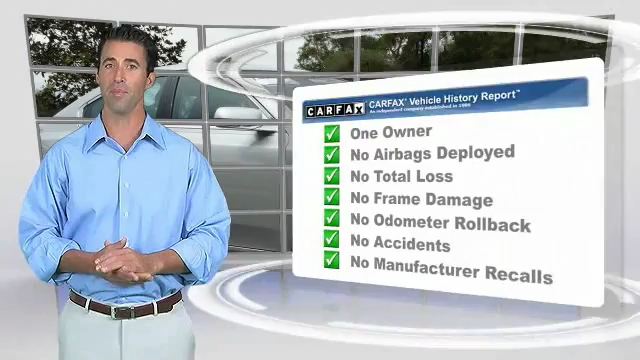 CARFAX CARFAX® Vehicle History Report™
An independent company established in 1986
One Owner
No Airbags Deployed
No Total Loss
No Frame Damage
No Odometer Rollback
No Accidents
No Manufacturer Recalls